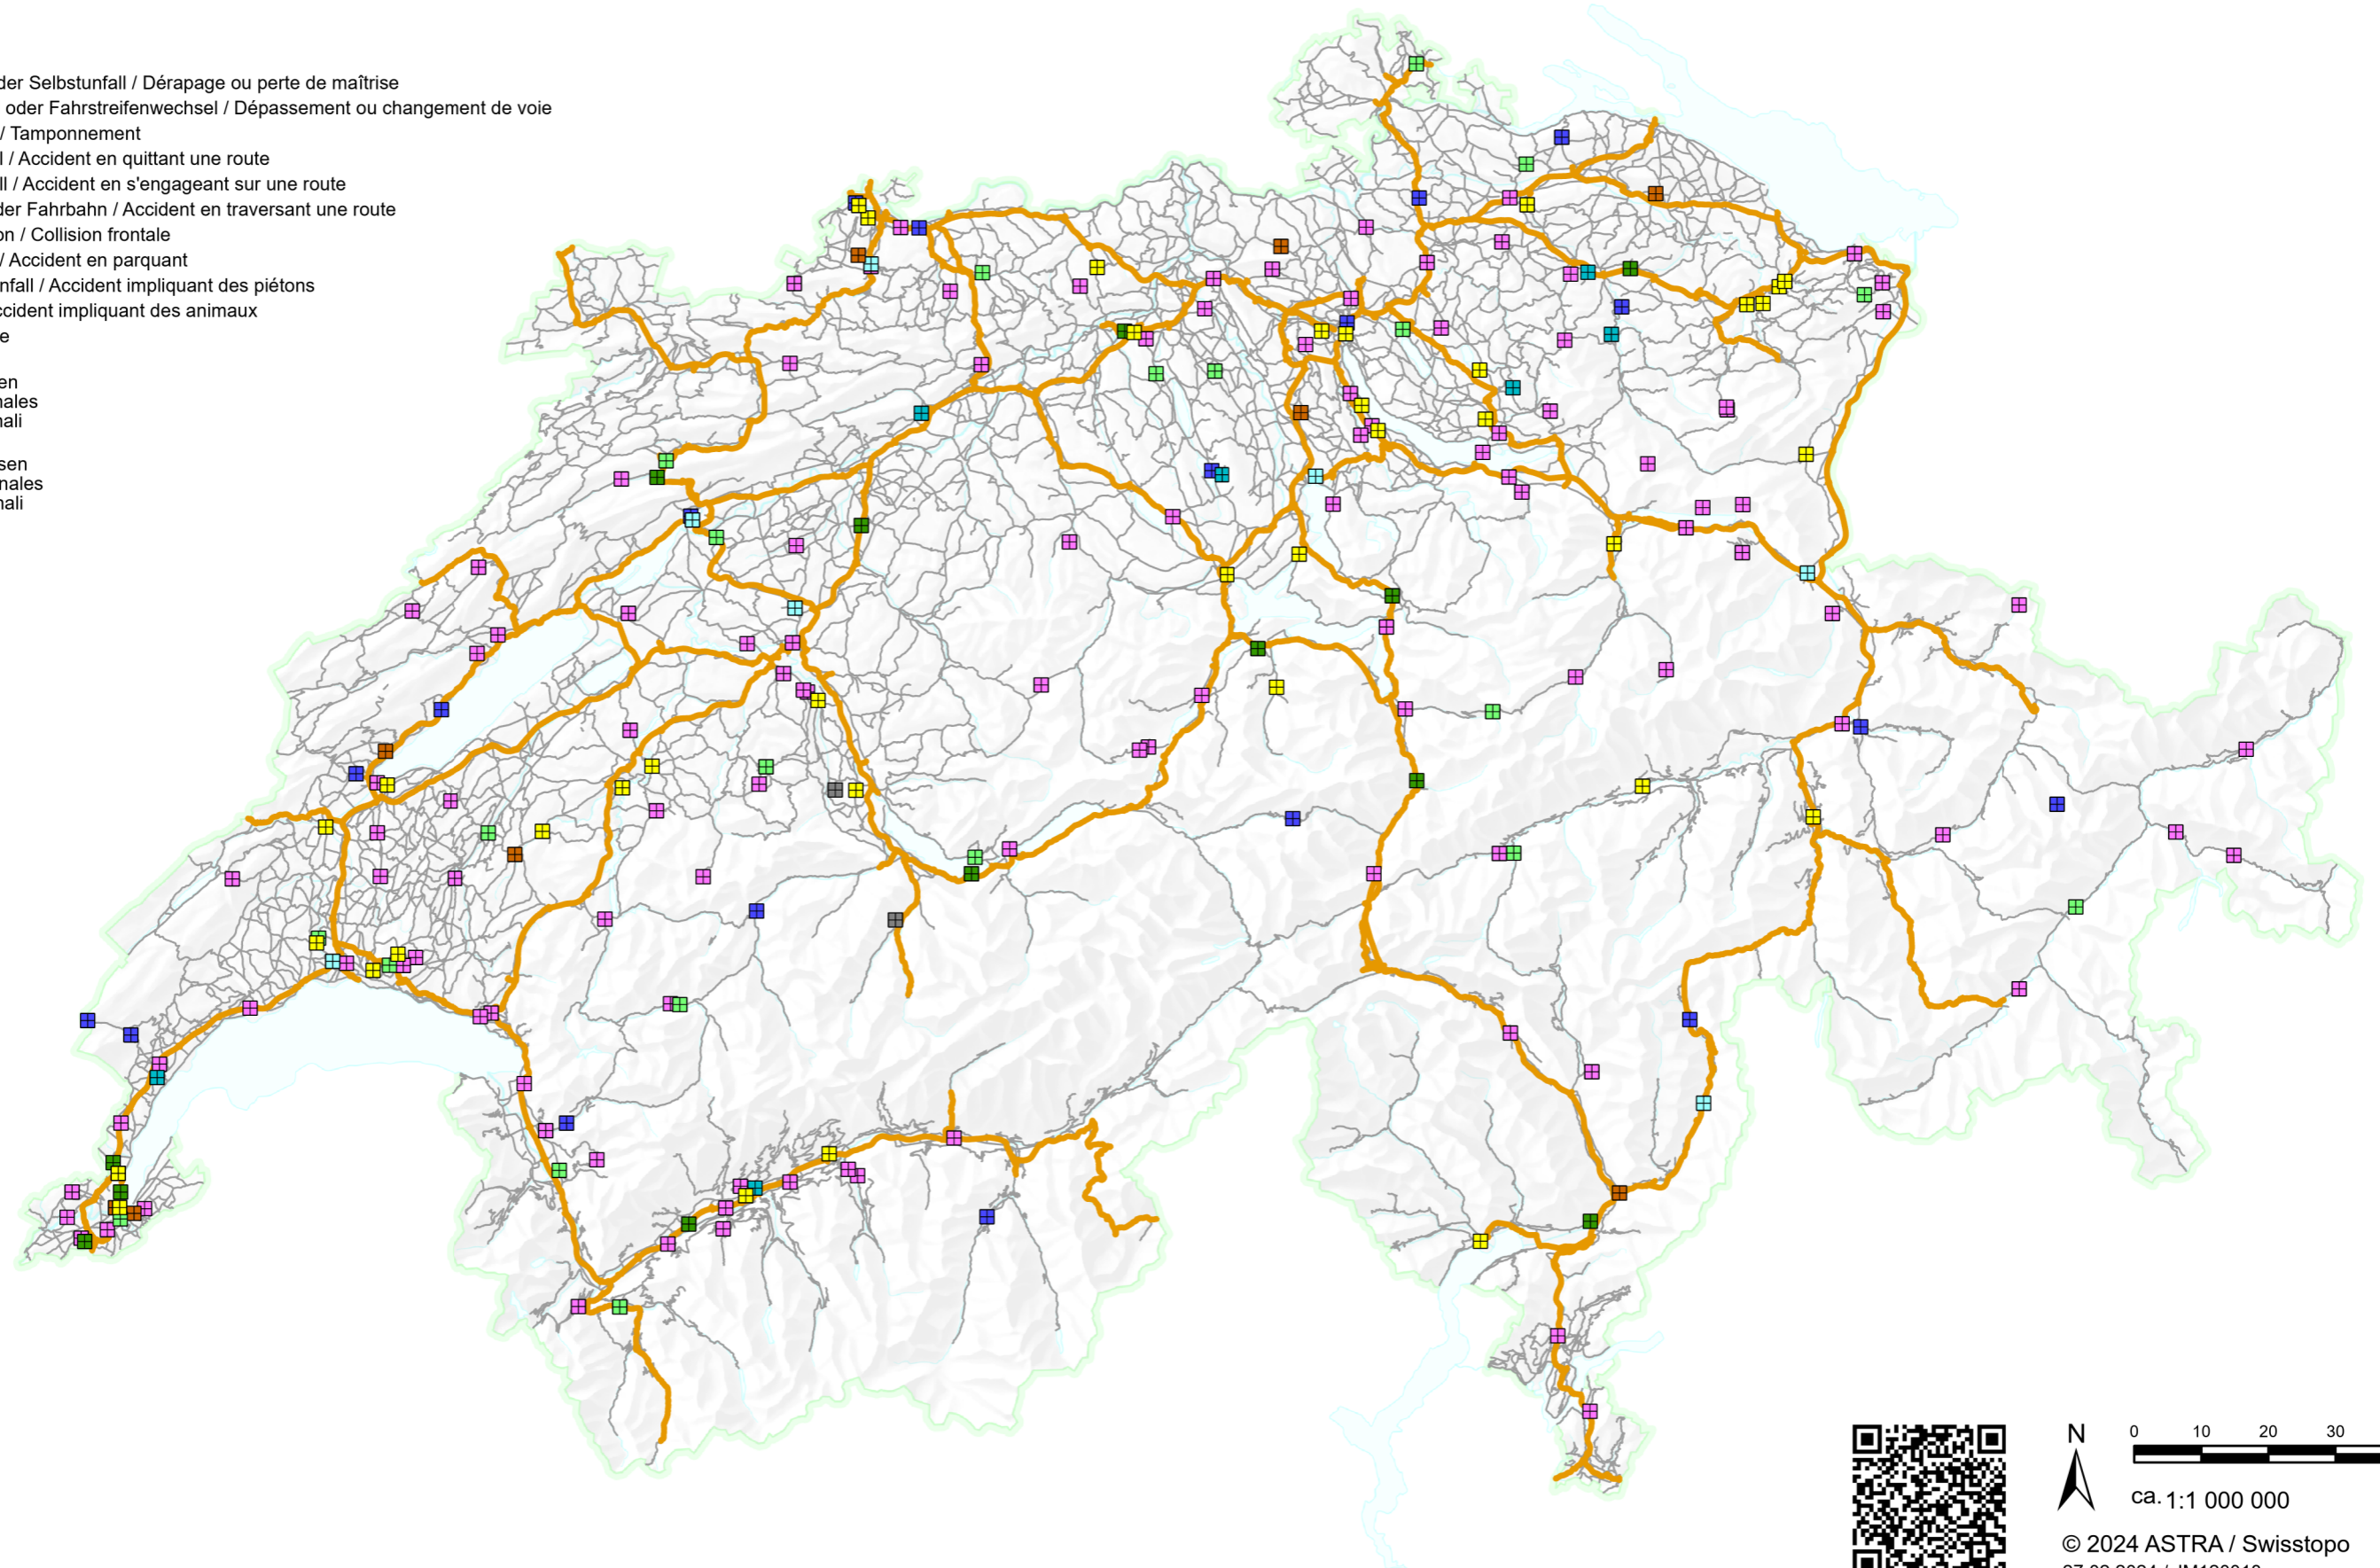 der Selbstunfall / Dérapage ou perte de maîtrise
oder Fahrstreifenwechsel / Dépassement ou changement de voie
/ Tamponnement
l / Accident en quittant une route
ll / Accident en s'engageant sur une route
der Fahrbahn / Accident en traversant une route
on / Collision frontale
/ Accident en parquant
nfall / Accident impliquant des piétons
ccident impliquant des animaux
e
en
nales
nali
sen
nales
nali
N
0 10 20 30
ca. 1:1 000 000
© 2024 ASTRA / Swisstopo